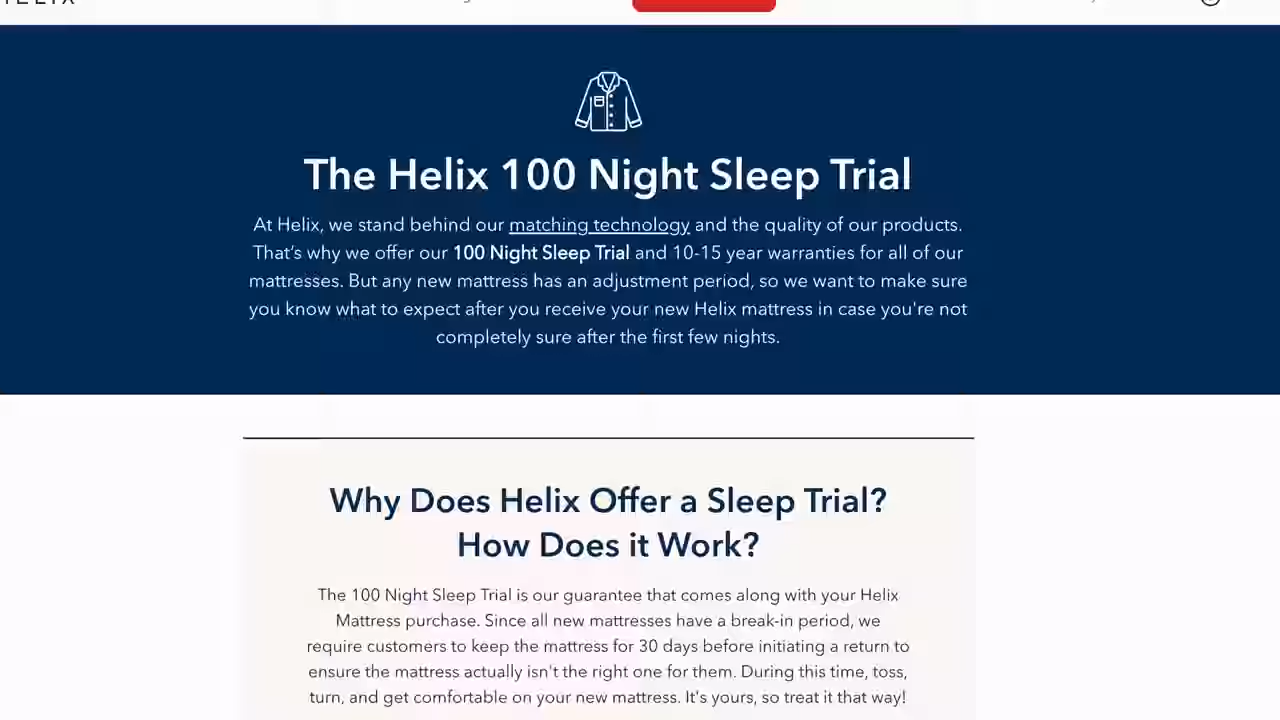 The Helix 100 Night Sleep Trial
At Helix, we stand behind our matching technology and the quality of our products.
That's why we offer our 100 Night Sleep Trial and 10-15 year warranties for all of our
mattresses. But any new mattress has an adjustment period, so we want to make sure
you know what to expect after you receive your new Helix mattress in case you're not
completely sure after the first few nights.
Why Does Helix Offer a Sleep Trial?
How Does it Work?
The 100 Night Sleep Trial is our guarantee that comes along with your Helix
Mattress purchase. Since all new mattresses have a break-in period, we
require customers to keep the mattress for 30 days before initiating a return to
ensure the mattress actually isn't the right one for them. During this time, toss,
turn, and get comfortable on your new mattress. It's yours, so treat it that way!